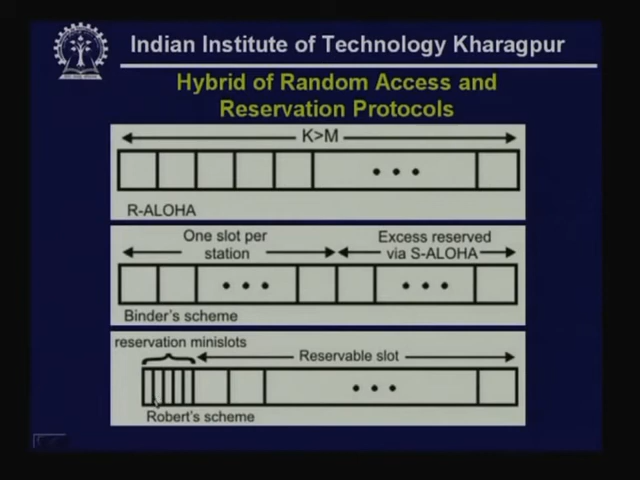 Indian Institute of Technology Kharagpur
Hybrid of Random Access and
Reservation Protocols
K>M
R-ALOHA
One slot per
station
Excess reserved
via S-ALOHA
Binder's scheme
reservation minislots
Reservable slot
Robert's scheme